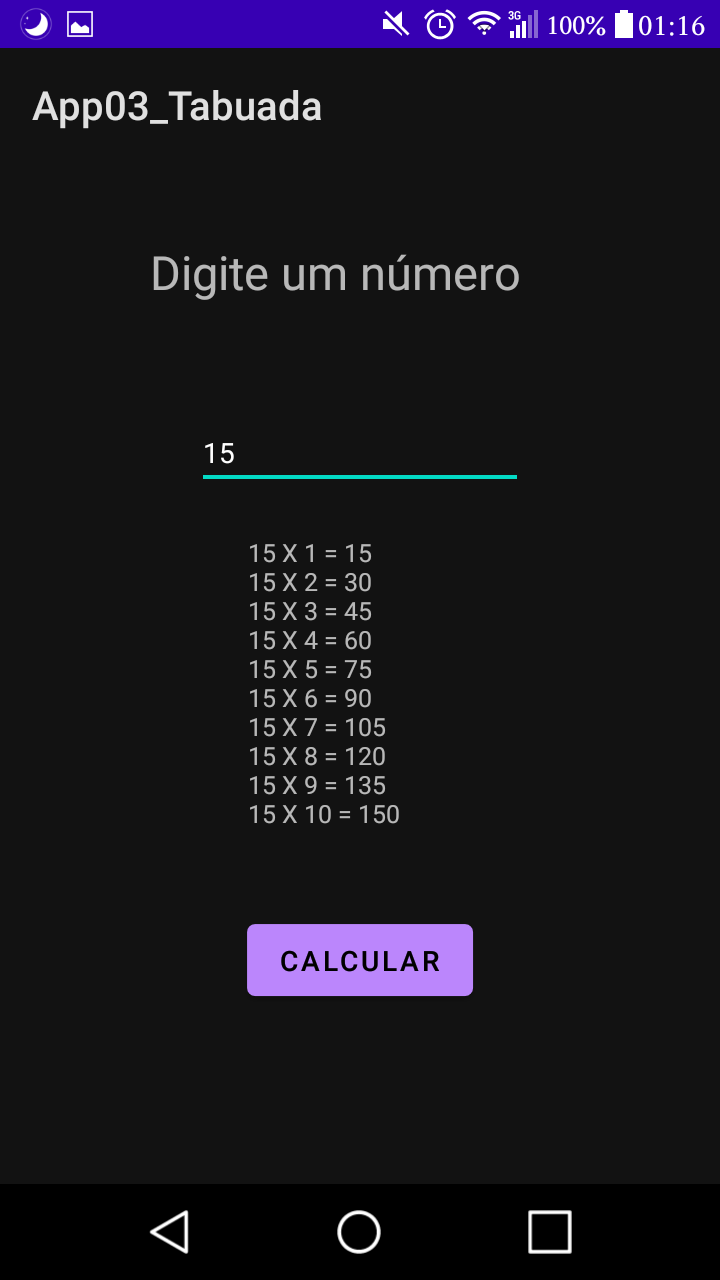 3G 100% 01:16
App03_Tabuada
Digite um número
15
15 X 1 = 15
15 X 2 = 30
15 X 3 = 45
15 X 4 = 60
15 X 5 = 75
15 X 6 = 90
15 X 7 = 105
15 X 8 = 120
15 X 9 = 135
15 X 10 = 150
CALCULAR